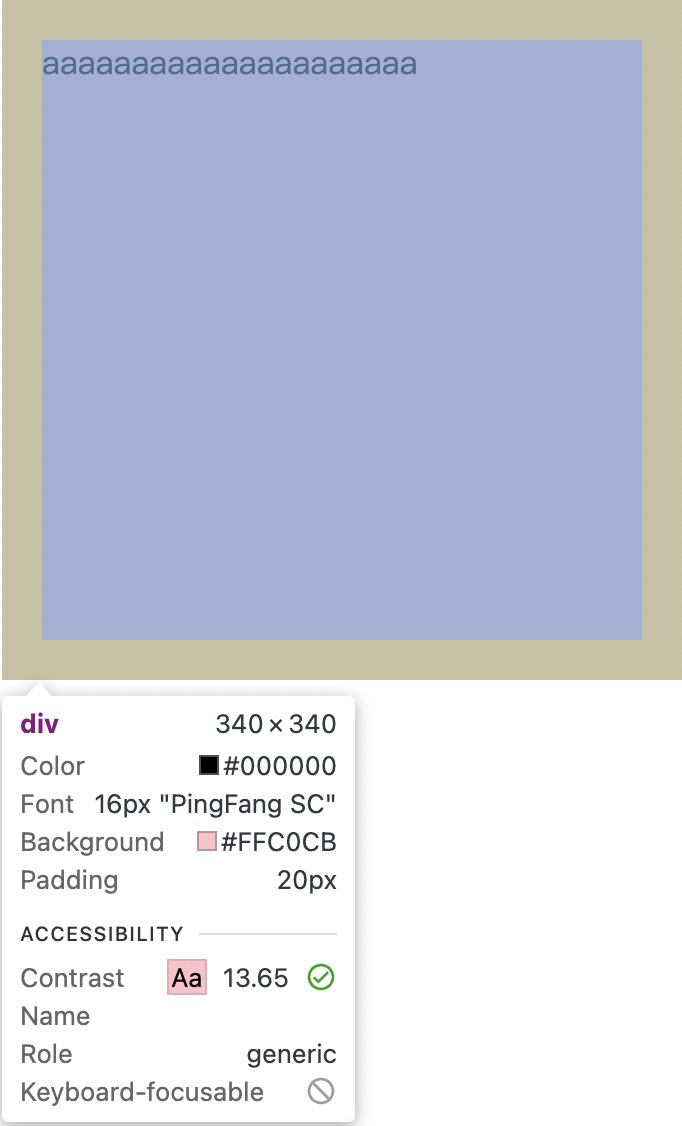 aaaaaaaaaaaaaaaaaaaaa
div 340 × 340
Color #000000
Font 16px "PingFang SC"
Background #FFC0CB
Padding 20px
ACCESSIBILITY
Contrast Aa 13.65
Name
Role generic
Keyboard-focusable